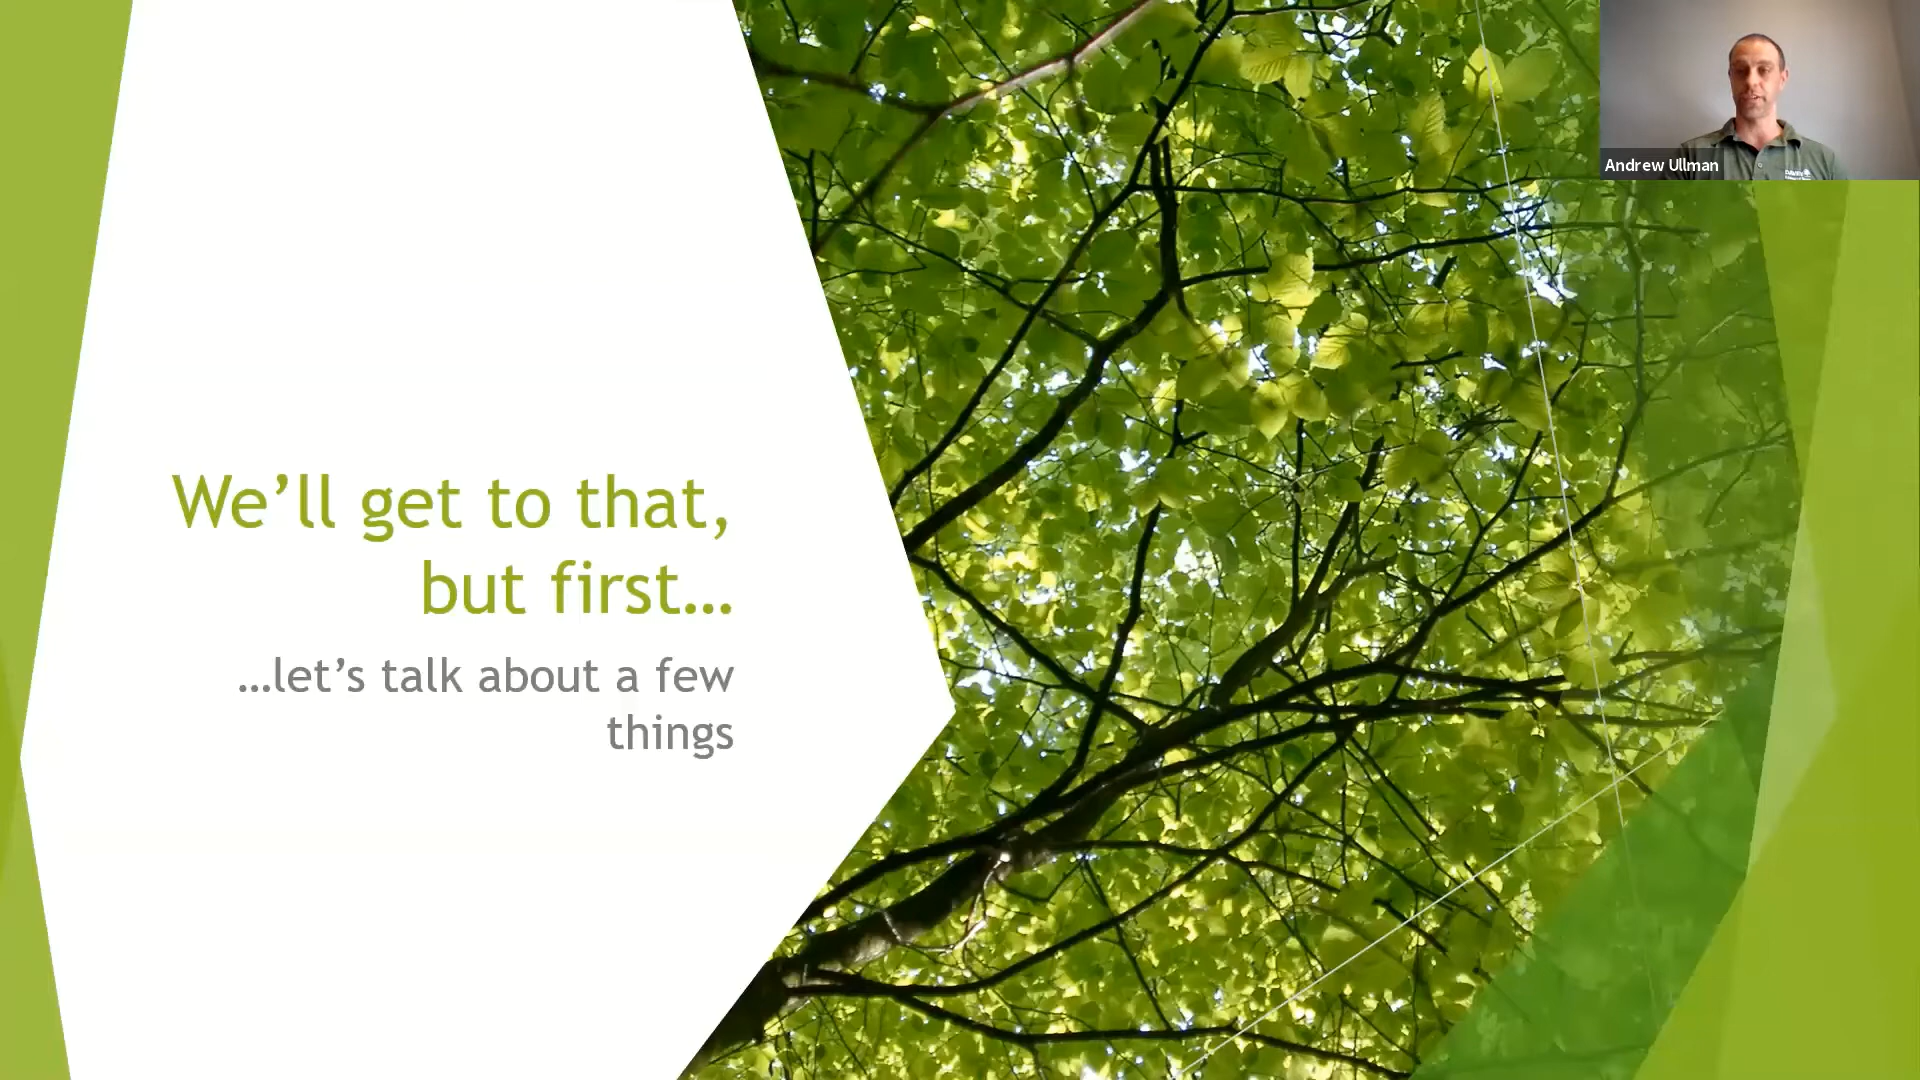 We’ll get to that,
but first…
…let’s talk about a few
things
Andrew Ullman